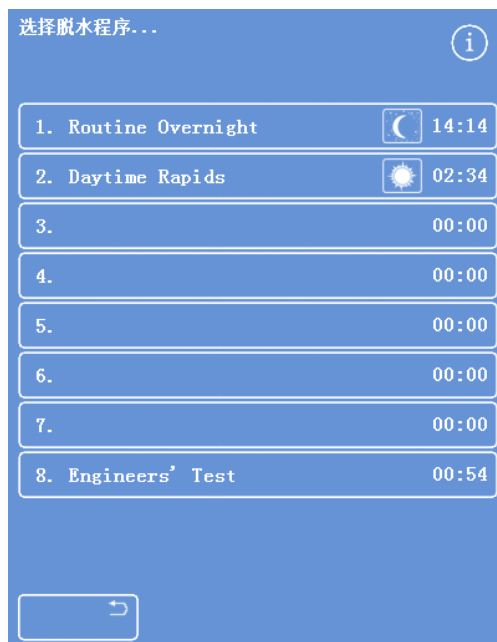 选择脱水程序...
i
1. Routine Overnight 14:14
2. Daytime Rapids 02:34
3. 00:00
4. 00:00
5. 00:00
6. 00:00
7. 00:00
8. Engineers' Test 00:54